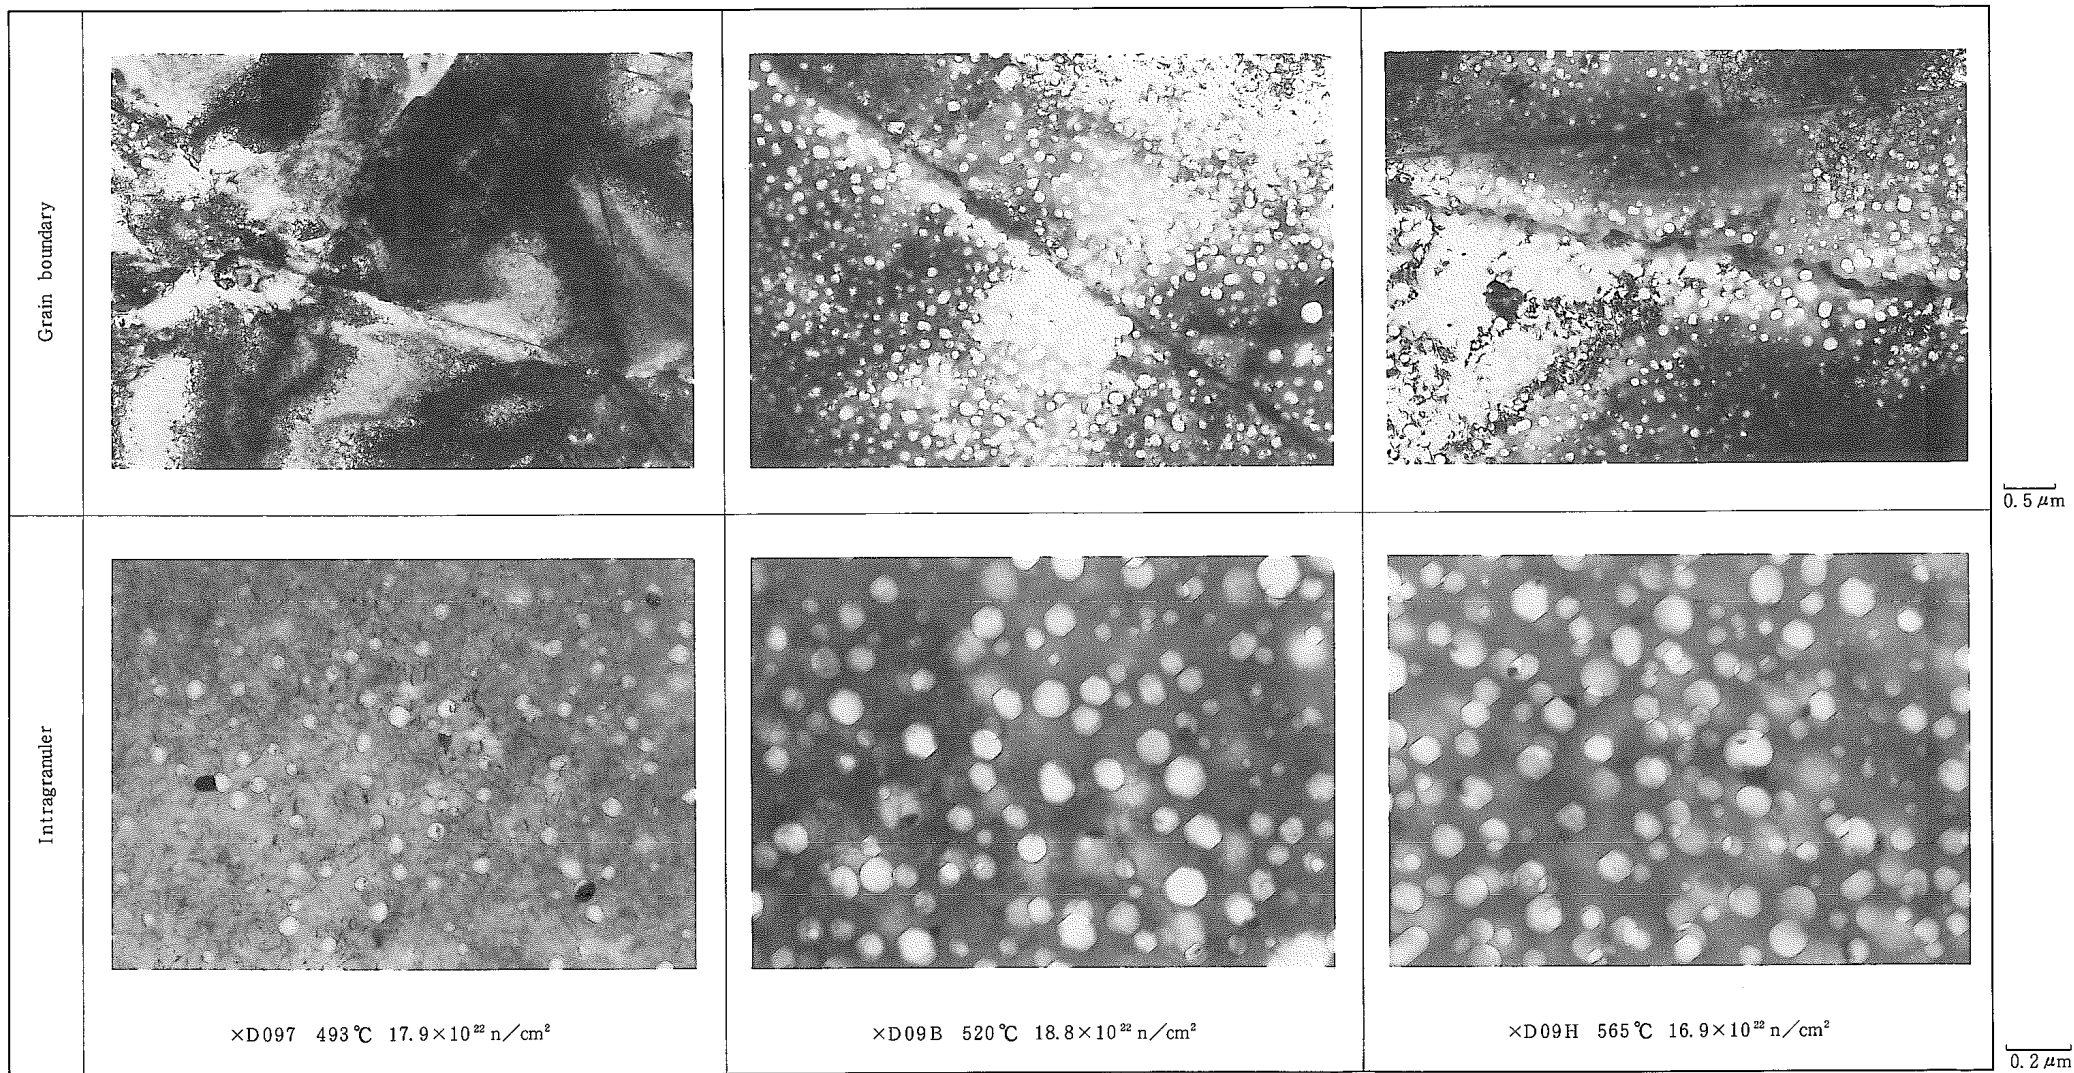 Grain boundary
0.5 μm
Intragranuler
×D097 493℃ 17.9×10²² n/cm²
×D09B 520℃ 18.8×10²² n/cm²
×D09H 565℃ 16.9×10²² n/cm²
0.2 μm